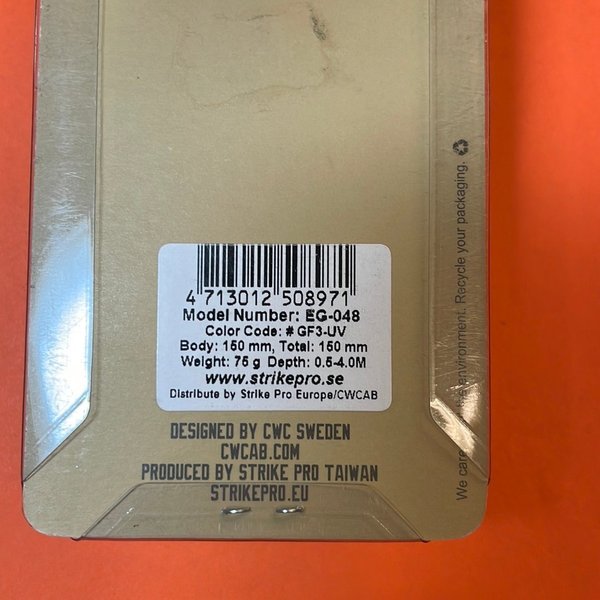 4 713012 508971
Model Number: EG-048
Color Code: # GF3-UV
Body: 150 mm, Total: 150 mm
Weight: 75 g Depth: 0.5-4.0M
www.strikepro.se
Distribute by Strike Pro Europe/CWCAB
DESIGNED BY CWC SWEDEN
CWCAB.COM
PRODUCED BY STRIKE PRO TAIWAN
STRIKEPRO.EU
We care environment. Recycle your packaging.